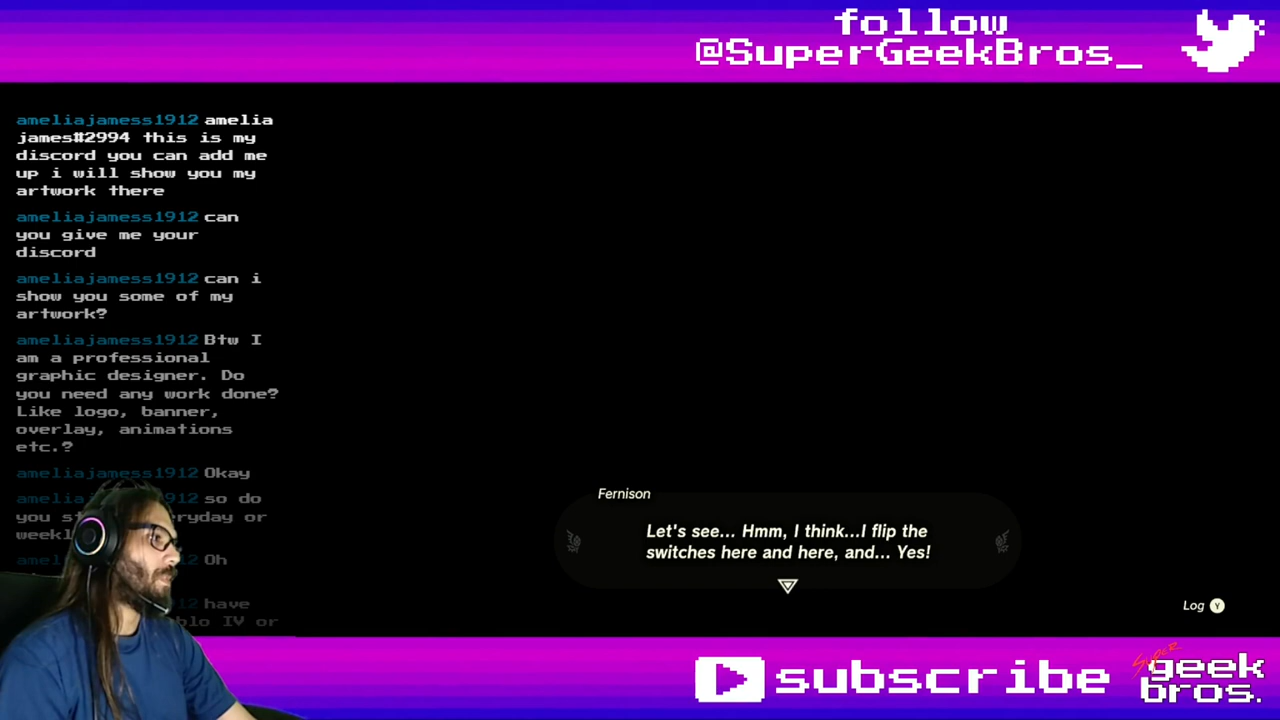 follow
@SuperGeekBros_
ameliajamess1912 amelia
james#2994 this is my
discord you can add me
up i will show you my
artwork there
ameliajamess1912 can
you give me your
discord
ameliajamess1912 can i
show you some of my
artwork?
ameliajamess1912 Btw I
am a professional
graphic designer. Do
you need any work done?
Like logo, banner,
overlay, animations
etc.?
ameliajamess1912 Okay
so do
or
Oh
have
IV or
Fernison
Let's see... Hmm, I think...I flip the
switches here and here, and... Yes!
Log Y
subscribe
super
geek
bros.